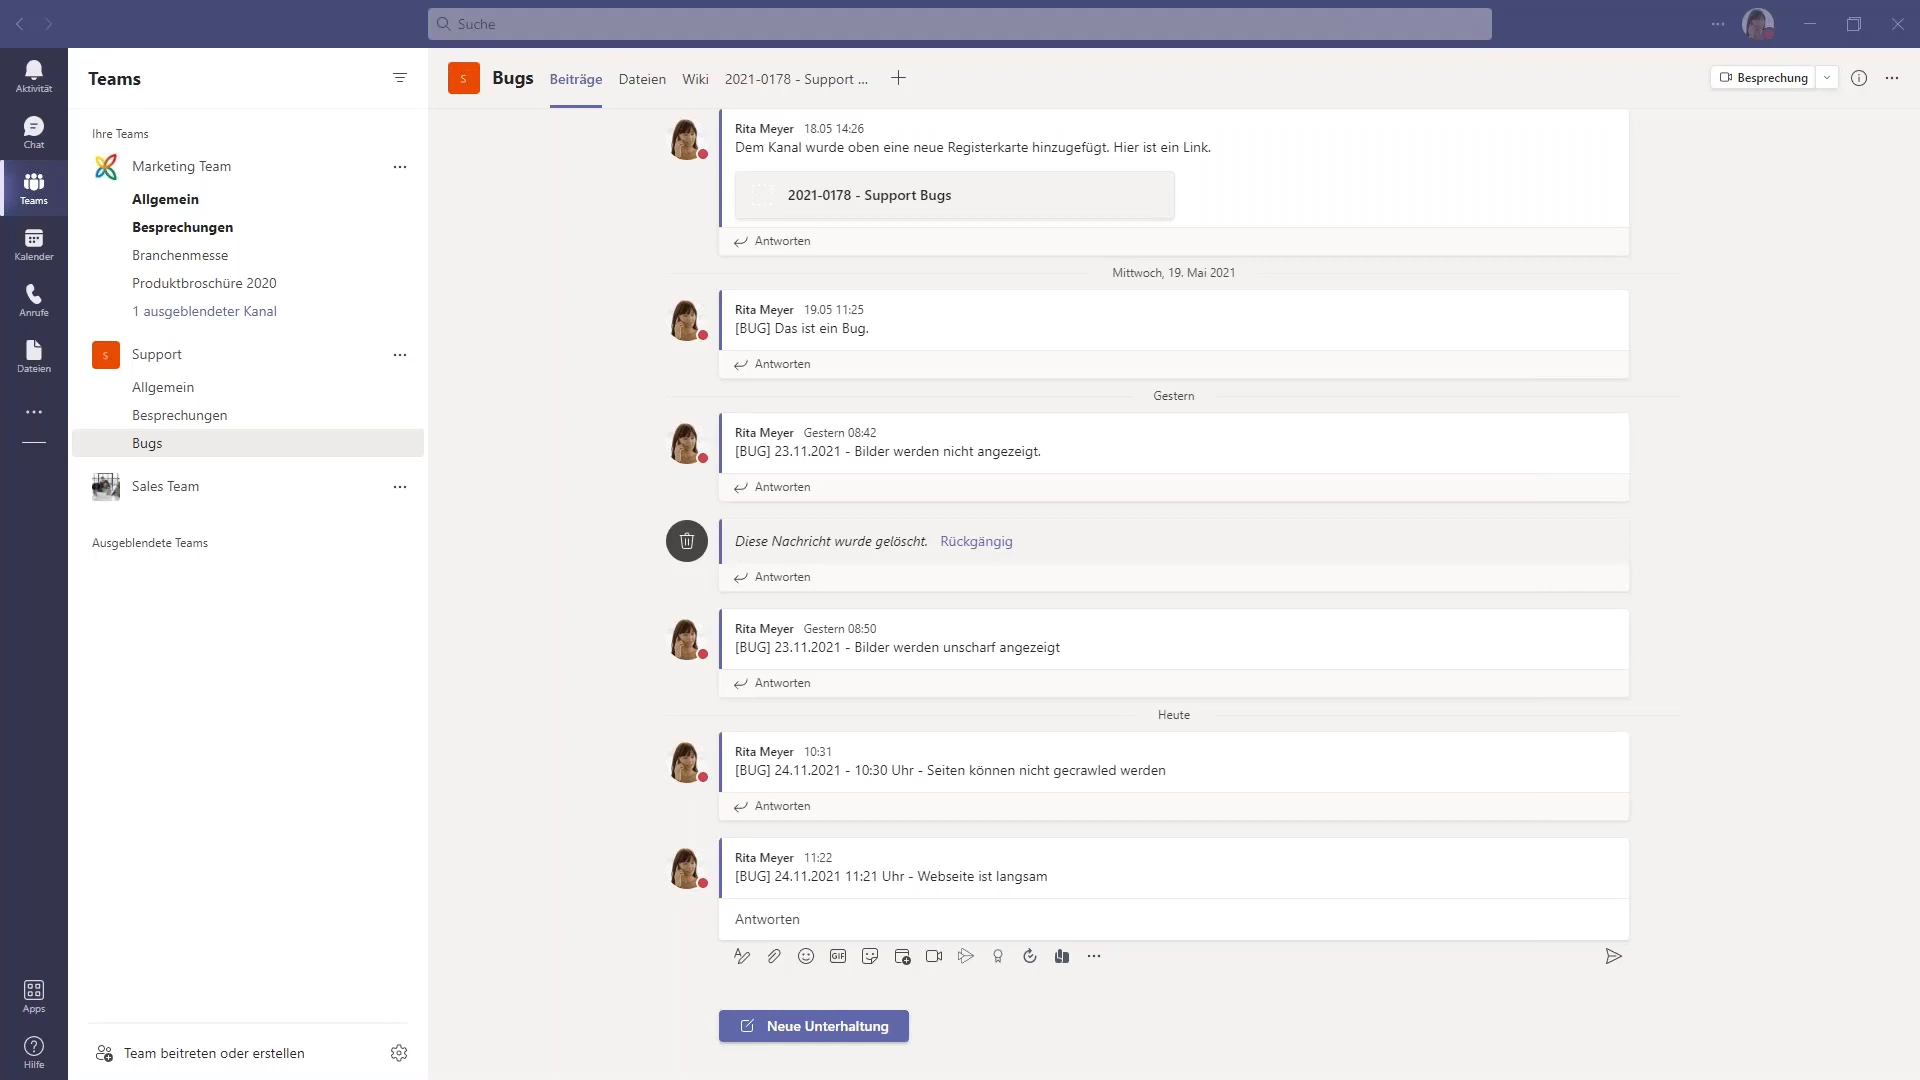 Suche
Aktivität
Chat
Teams
Kalender
Anrufe
Dateien
Apps
Hilfe
Teams
Ihre Teams
Marketing Team
Allgemein
Besprechungen
Branchenmesse
Produktbroschüre 2020
1 ausgeblendeter Kanal
S
Support
Allgemein
Besprechungen
Bugs
Sales Team
Ausgeblendete Teams
Team beitreten oder erstellen
S
Bugs
Beiträge
Dateien
Wiki
2021-0178 - Support ...
Besprechung
Rita Meyer 18.05 14:26
Dem Kanal wurde oben eine neue Registerkarte hinzugefügt. Hier ist ein Link.
2021-0178 - Support Bugs
Antworten
Mittwoch, 19. Mai 2021
Rita Meyer 19.05 11:25
[BUG] Das ist ein Bug.
Antworten
Gestern
Rita Meyer Gestern 08:42
[BUG] 23.11.2021 - Bilder werden nicht angezeigt.
Antworten
Diese Nachricht wurde gelöscht. Rückgängig
Antworten
Rita Meyer Gestern 08:50
[BUG] 23.11.2021 - Bilder werden unscharf angezeigt
Antworten
Heute
Rita Meyer 10:31
[BUG] 24.11.2021 - 10:30 Uhr - Seiten können nicht gecrawled werden
Antworten
Rita Meyer 11:22
[BUG] 24.11.2021 11:21 Uhr - Webseite ist langsam
Antworten
GIF
Neue Unterhaltung